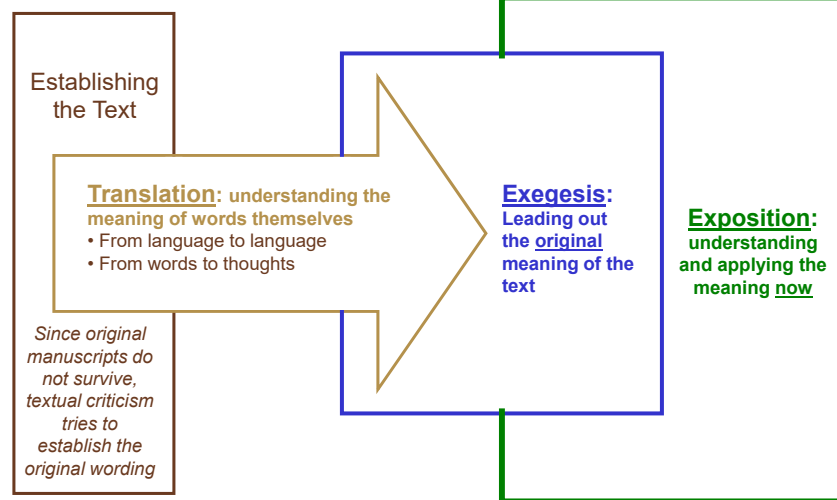 Establishing
the Text
Translation: understanding the
meaning of words themselves
• From language to language
• From words to thoughts
Since original
manuscripts do
not survive,
textual criticism
tries to
establish the
original wording
Exegesis:
Leading out
the original
meaning of the
text
Exposition:
understanding
and applying the
meaning now